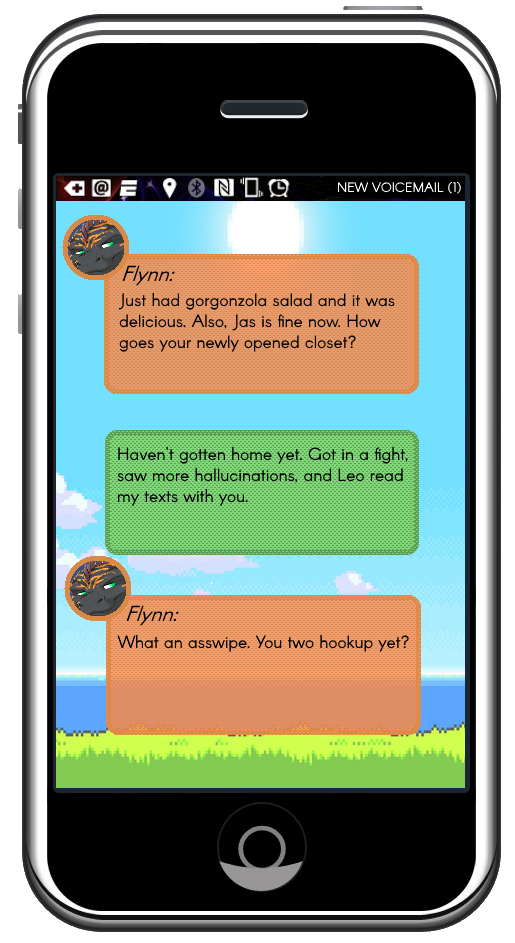 NEW VOICEMAIL (1)
Flynn:
Just had gorgonzola salad and it was
delicious. Also, Jas is fine now. How
goes your newly opened closet?
Haven't gotten home yet. Got in a fight,
saw more hallucinations, and Leo read
my texts with you.
Flynn:
What an asswipe. You two hookup yet?